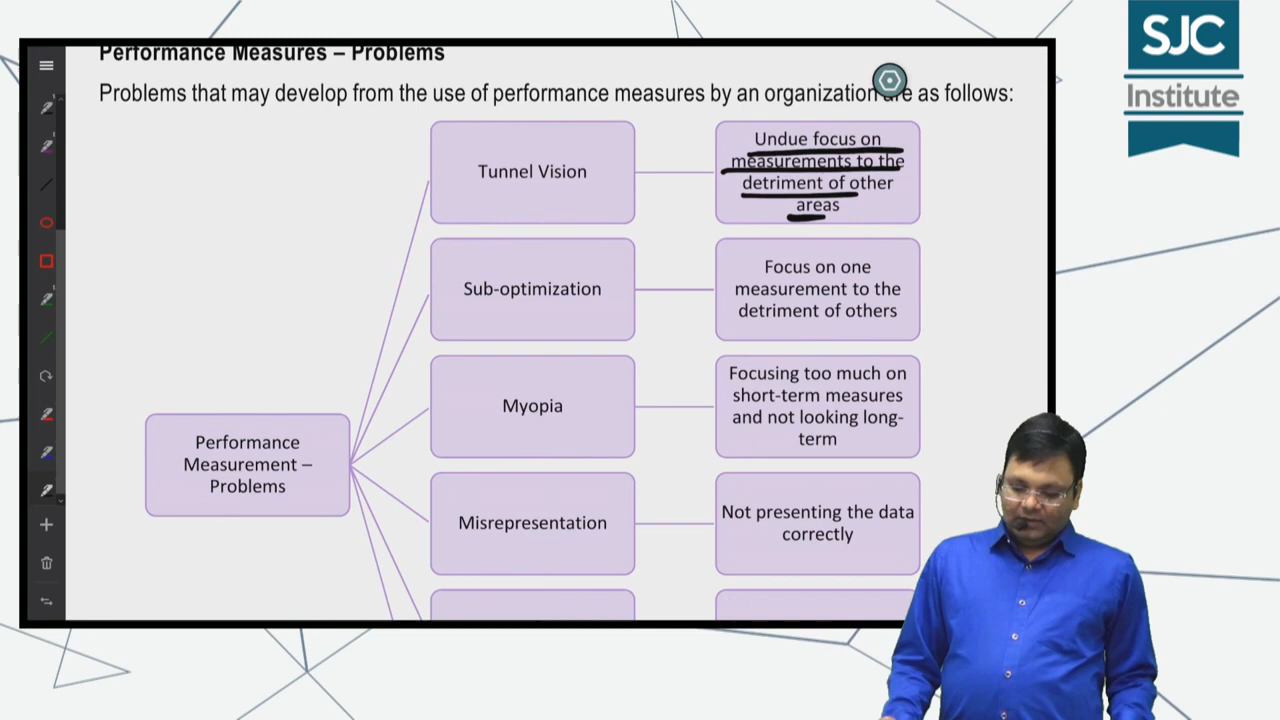 Performance Measures – Problems
Problems that may develop from the use of performance measures by an organization are as follows:
Tunnel Vision
Undue focus on
measurements to the
detriment of other
areas
Sub-optimization
Focus on one
measurement to the
detriment of others
Myopia
Focusing too much on
short-term measures
and not looking long-
term
Performance
Measurement –
Problems
Misrepresentation
Not presenting the data
correctly
SJC
Institute